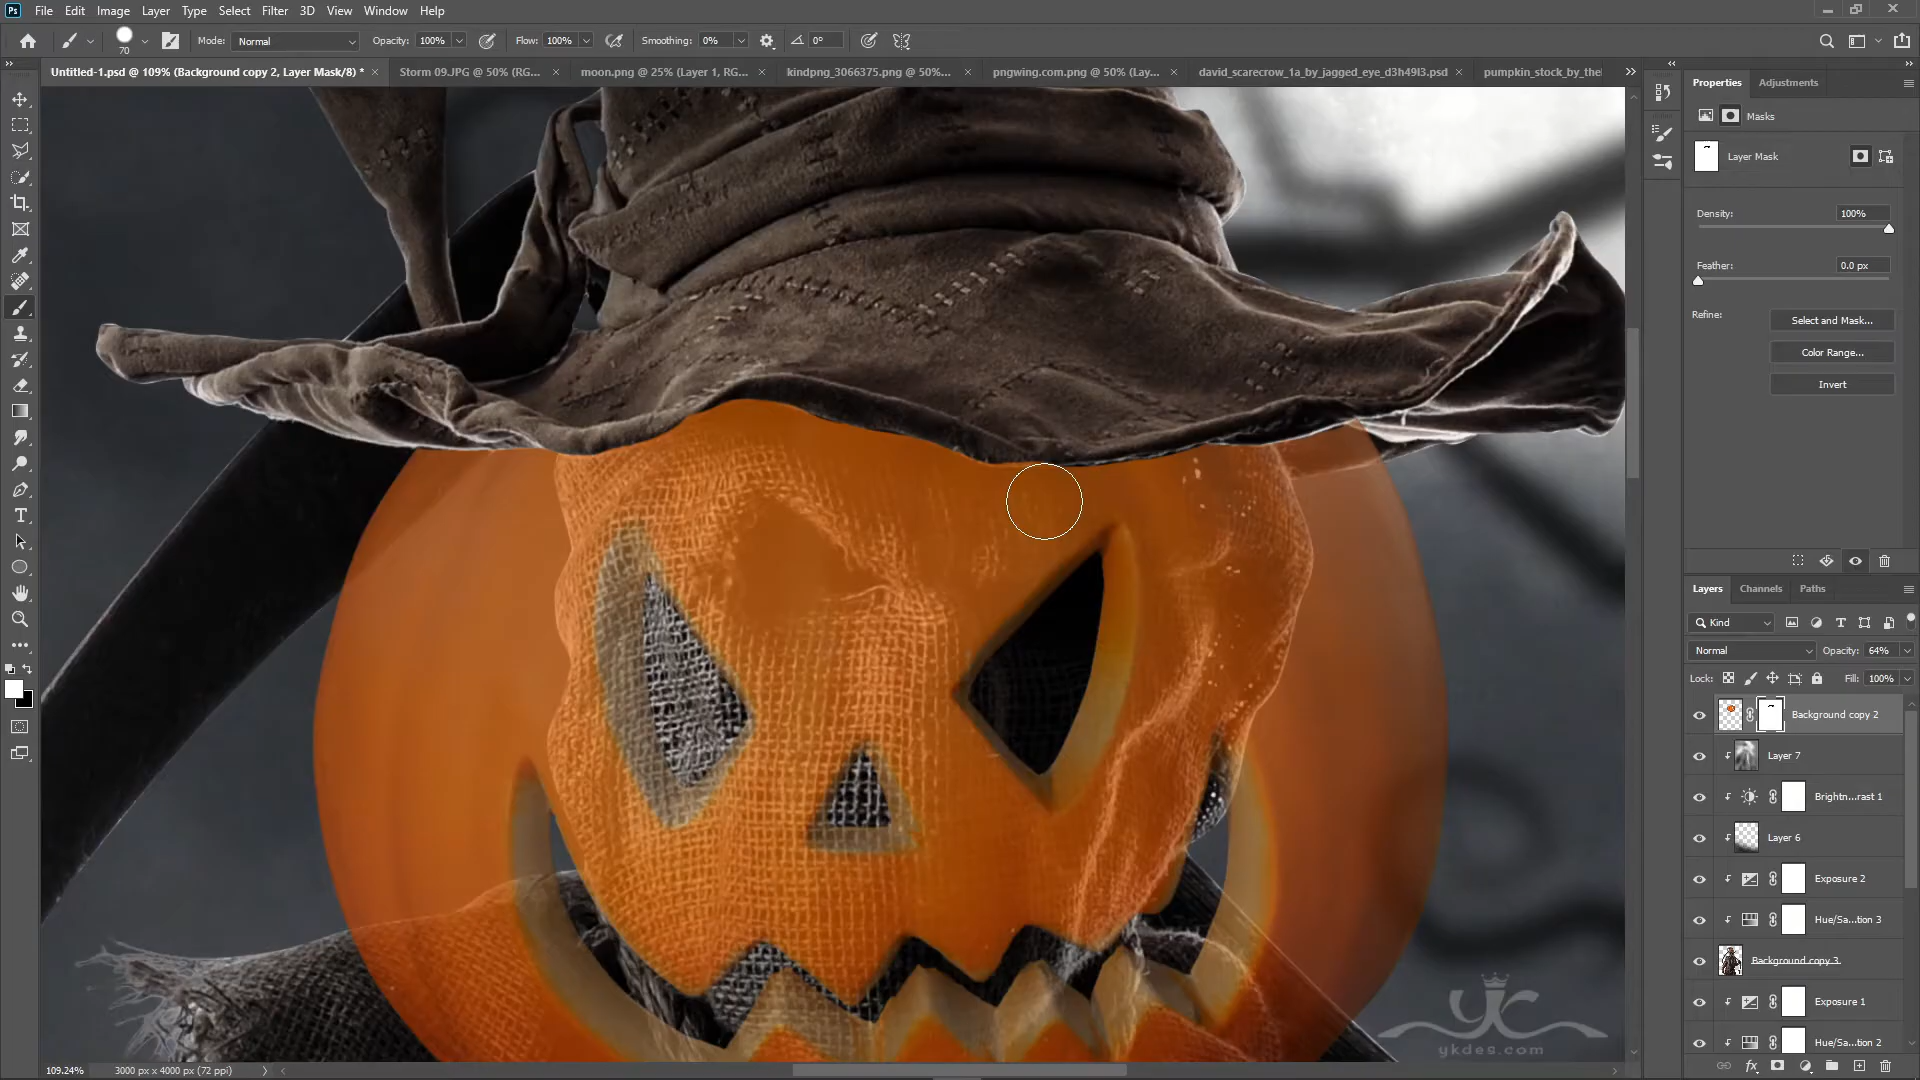 Ps File Edit Image Layer Type Select Filter 3D View Window Help
70 Mode: Normal Opacity: 100% Flow: 100% Smoothing: 0% 0°
Untitled-1.psd @ 109% (Background copy 2, Layer Mask/8) * × Storm 09.JPG @ 50% (RG... × moon.png @ 25% (Layer 1, RG... × kindpng_3066375.png @ 50%... × pngwing.com.png @ 50% (Lay... × david_scarecrow_1a_by_jagged_eye_d3h49l3.psd × pumpkin_stock_by_thel
Properties Adjustments
Masks
Layer Mask
Density: 100%
Feather: 0.0 px
Refine: Select and Mask...
Color Range...
Invert
Layers Channels Paths
Kind
Normal Opacity: 64%
Lock: Fill: 100%
Background copy 2
Layer 7
Brightn...rast 1
Layer 6
Exposure 2
Hue/Sa...tion 3
Background copy 3
Exposure 1
Hue/Sa...tion 2
yc
ykdes.com
109.24% 3000 px x 4000 px (72 ppi)
fx